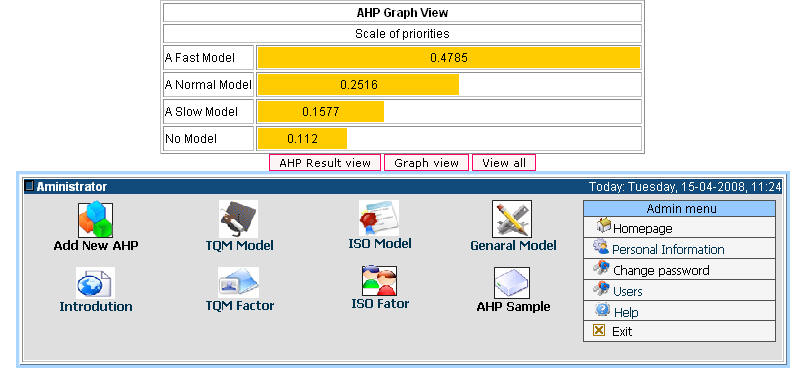 AHP Graph View
Scale of priorities
A Fast Model 0.4785
A Normal Model 0.2516
A Slow Model 0.1577
No Model 0.112
AHP Result view Graph view View all
Aministrator Today: Tuesday, 15-04-2008, 11:24
Add New AHP TQM Model ISO Model Genaral Model
Introdution TQM Factor ISO Fator AHP Sample
Admin menu
Homepage
Personal Information
Change password
Users
Help
Exit